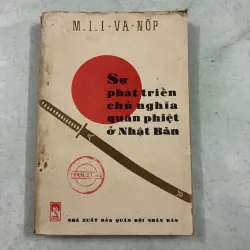 M.I.I-VA-NỐP
Sự
phát triển
chủ nghĩa
quân phiệt
ở Nhật Bản
NHÀ XUẤT BẢN QUÂN ĐỘI NHÂN DÂN